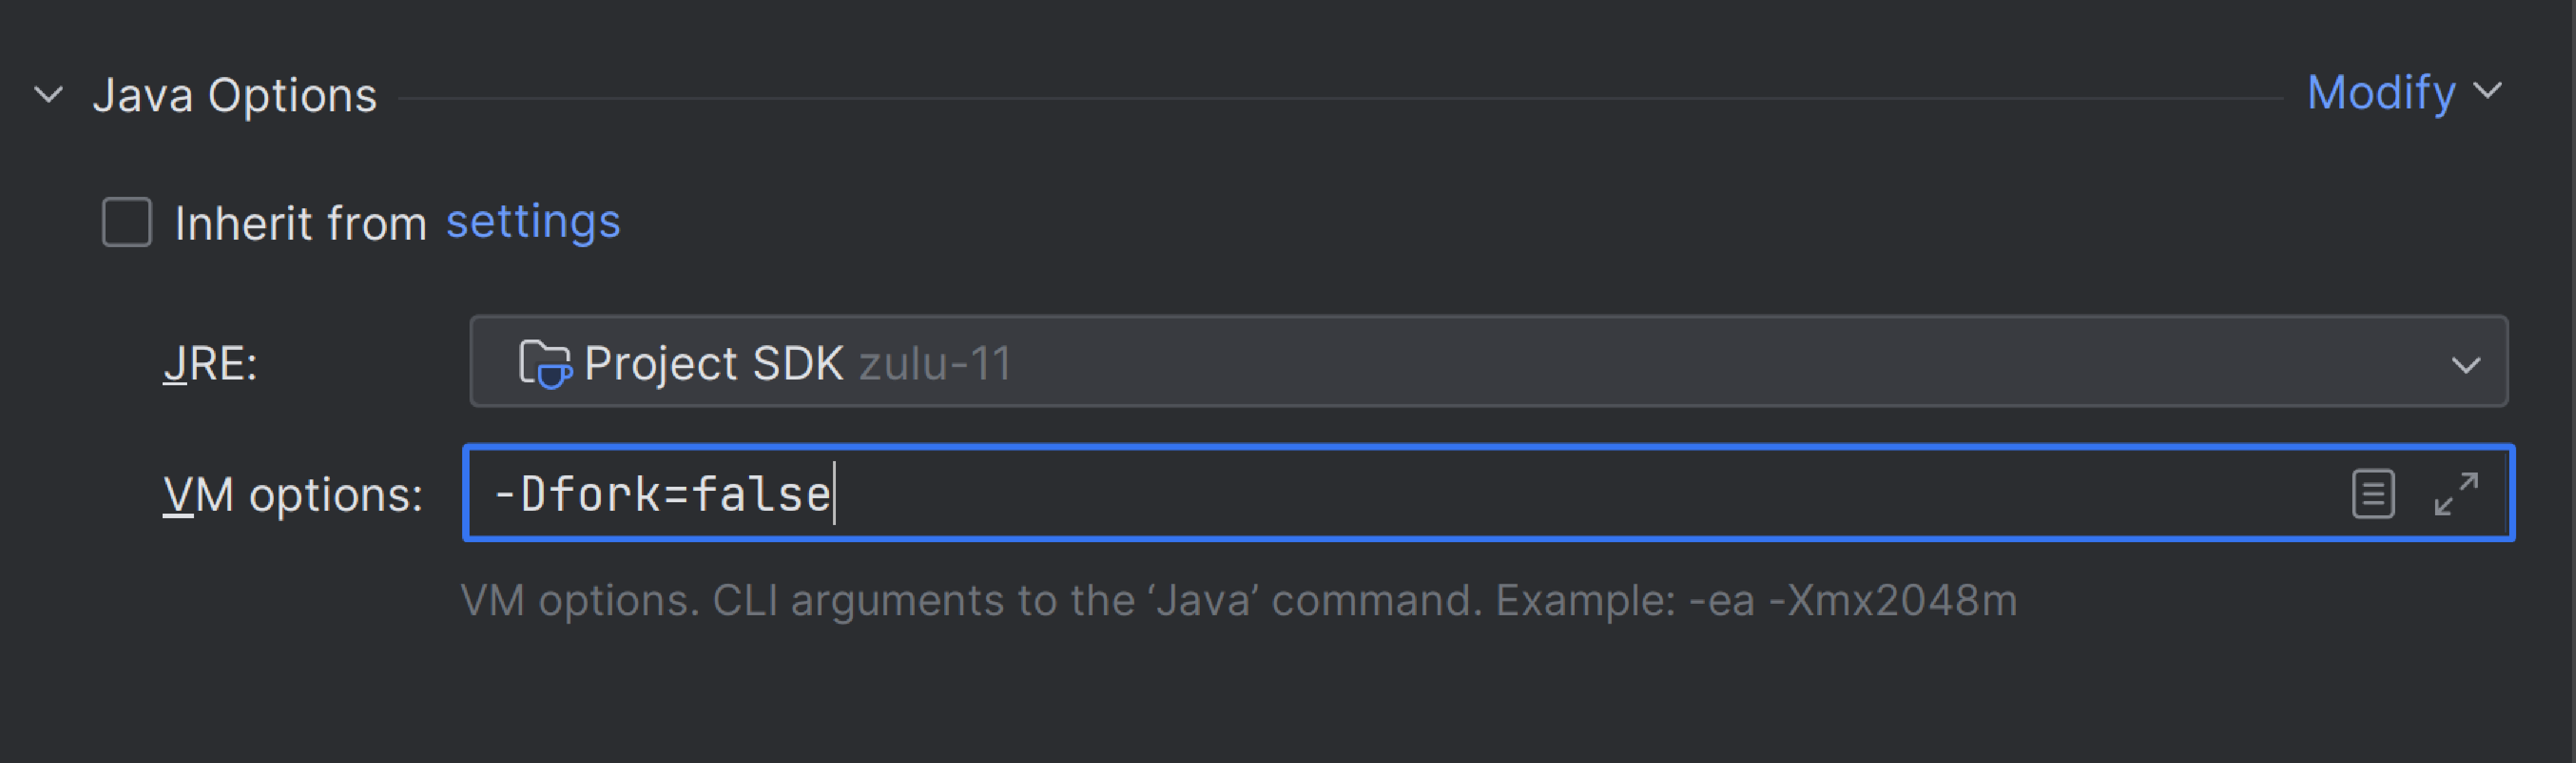 Java Options Modify
Inherit from settings
JRE: Project SDK zulu-11
VM options: -Dfork=false
VM options. CLI arguments to the ‘Java’ command. Example: -ea -Xmx2048m